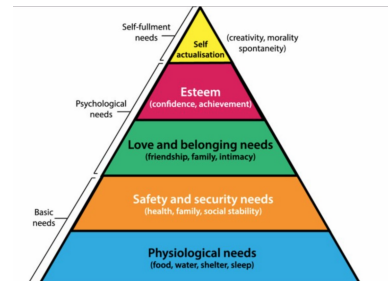 Self-fullment
needs
Self
actualisation
(creativity, morality
spontaneity)
Esteem
(confidence, achievement)
Psychological
needs
Love and belonging needs
(friendship, family, intimacy)
Safety and security needs
(health, family, social stability)
Basic
needs
Physiological needs
(food, water, shelter, sleep)